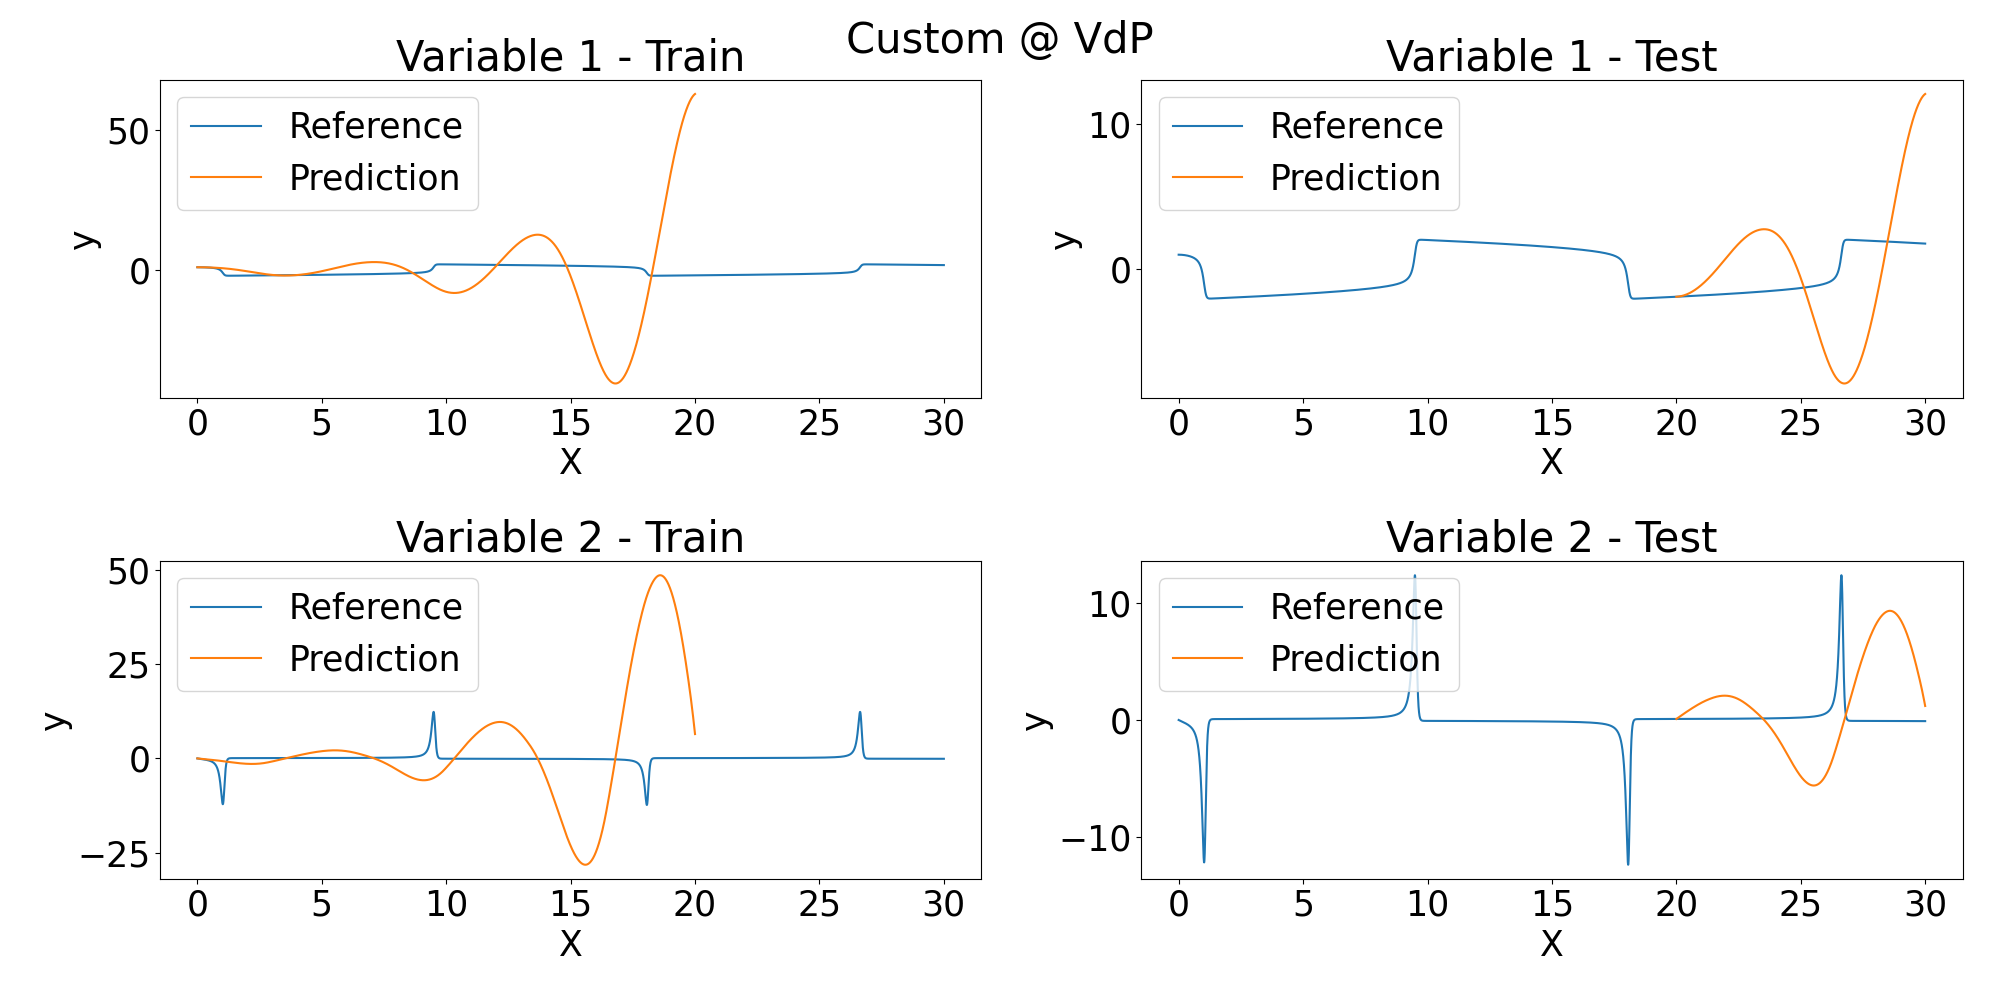 Custom @ VdP
Variable 1 - Train
Reference
Prediction
50
0
y
0 5 10 15 20 25 30
X
Variable 1 - Test
Reference
Prediction
10
0
y
0 5 10 15 20 25 30
X
Variable 2 - Train
Reference
Prediction
50
25
0
−25
y
0 5 10 15 20 25 30
X
Variable 2 - Test
Reference
Prediction
10
0
−10
y
0 5 10 15 20 25 30
X